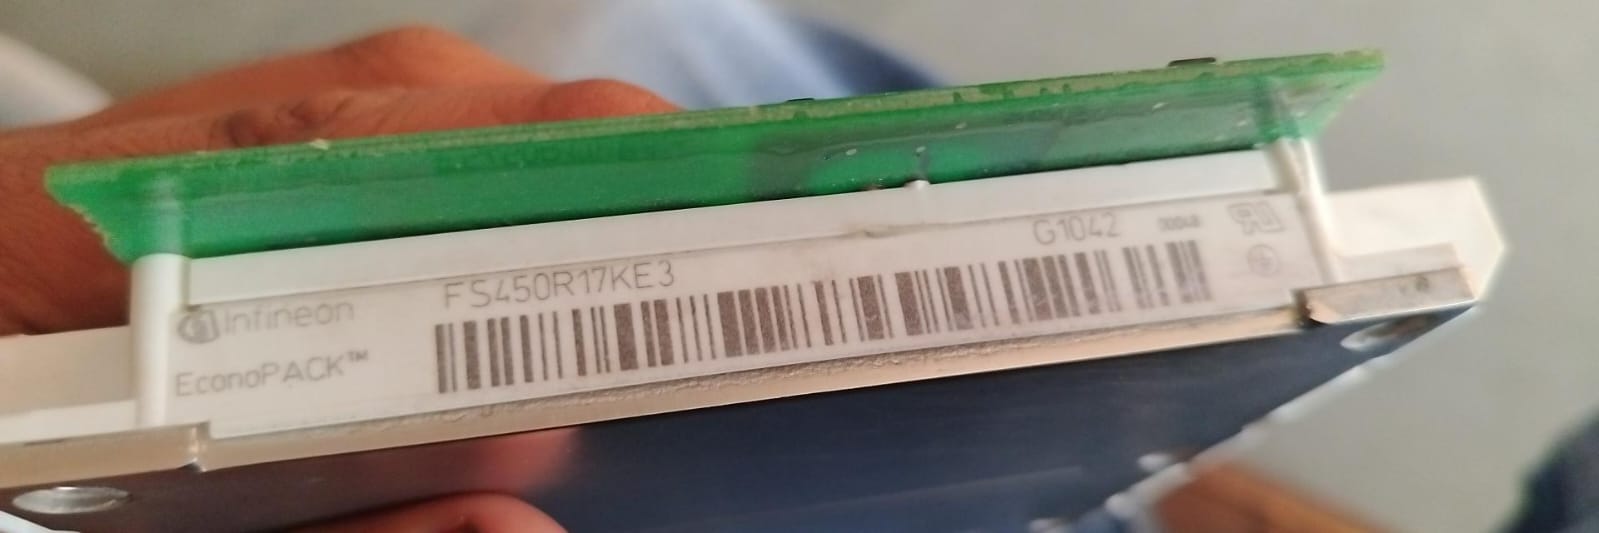 Infineon
EconoPACK™
FS450R17KE3
G1042